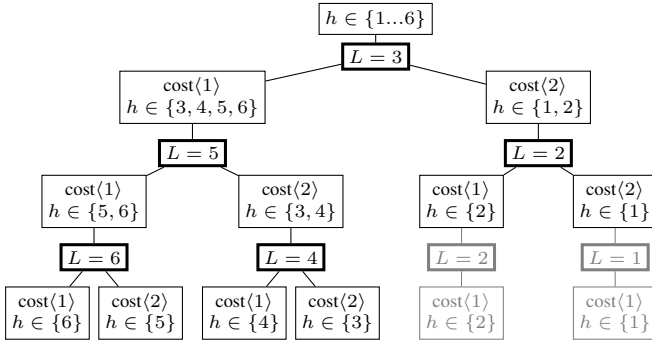 h ∈ {1...6}
L = 3
cost⟨1⟩
h ∈ {3, 4, 5, 6}
cost⟨2⟩
h ∈ {1, 2}
L = 5
L = 2
cost⟨1⟩
h ∈ {5, 6}
cost⟨2⟩
h ∈ {3, 4}
cost⟨1⟩
h ∈ {2}
cost⟨2⟩
h ∈ {1}
L = 6
L = 4
L = 2
L = 1
cost⟨1⟩
h ∈ {6}
cost⟨2⟩
h ∈ {5}
cost⟨1⟩
h ∈ {4}
cost⟨2⟩
h ∈ {3}
cost⟨1⟩
h ∈ {2}
cost⟨1⟩
h ∈ {1}